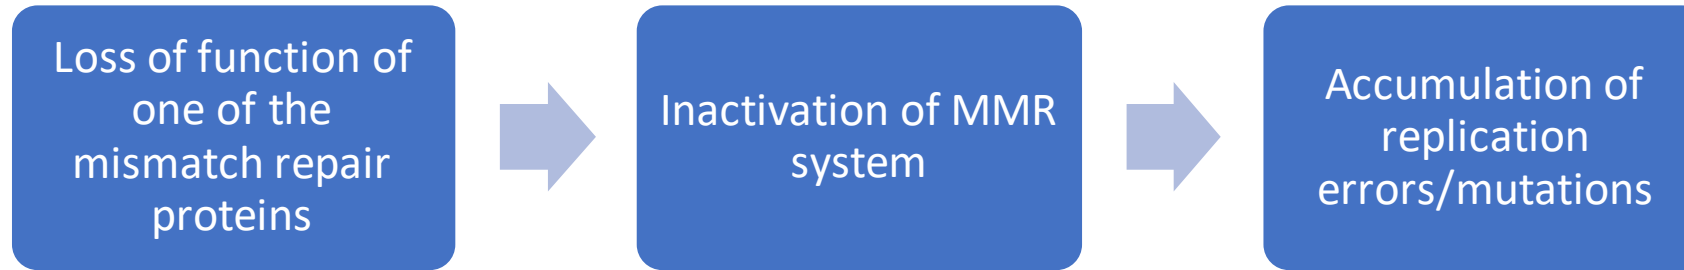 Loss of function of
one of the
mismatch repair
proteins
Inactivation of MMR
system
Accumulation of
replication
errors/mutations